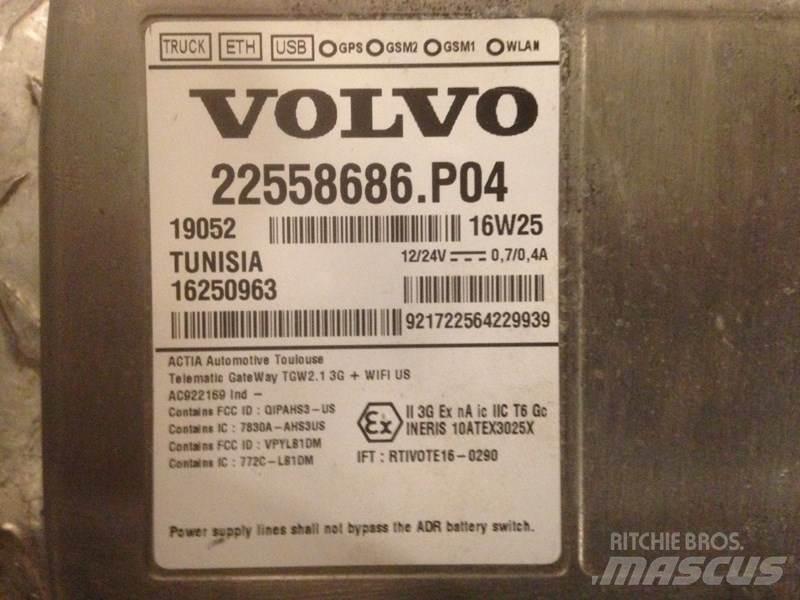 TRUCK ETH USB GPS GSM2 GSM1 WLAN
VOLVO
22558686.P04
19052 16W25
TUNISIA 12/24V 0,7/0,4A
16250963
921722564229939
ACTIA Automotive Toulouse
Telematic GateWay TGW2.1 3G + WIFI US
AC922169 Ind -
Contains FCC ID : QIPAHS3-US
Contains IC : 7830A-AHS3US
Contains FCC ID : VPYLB1DM
Contains IC : 772C-LB1DM
Ex II 3G Ex nA ic IIC T6 Gc
INERIS 10ATEX3025X
IFT : RTIVOTE16-0290
Power supply lines shall not bypass the ADR battery switch.
RITCHIE BROS.
MASCUS